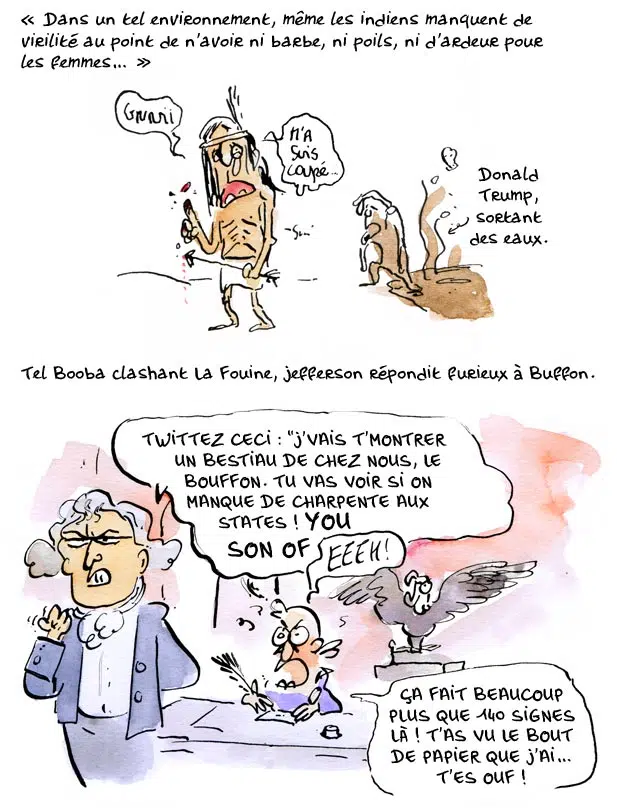 « Dans un tel environnement, même les indiens manquent de
virilité au point de n'avoir ni barbe, ni poils, ni d'ardeur pour
les femmes... »
GNiii
M'A
SUiS
COUPé...
Donald
Trump,
sortant
des eaux.
Tel Booba clashant La Fouine, jefferson répondit furieux à Buffon.
TWITTEZ CECI : "J'VAIS T'MONTRER
UN BESTIAU DE CHEZ NOUS, LE
BOUFFON. TU VAS VOIR SI ON
MANQUE DE CHARPENTE AUX
STATES ! YOU
SON OF
EEEH!
ÇA FAIT BEAUCOUP
PLUS QUE 140 SIGNES
LÀ ! T'AS VU LE BOUT
DE PAPIER QUE J'AI...
T'ES OUF !